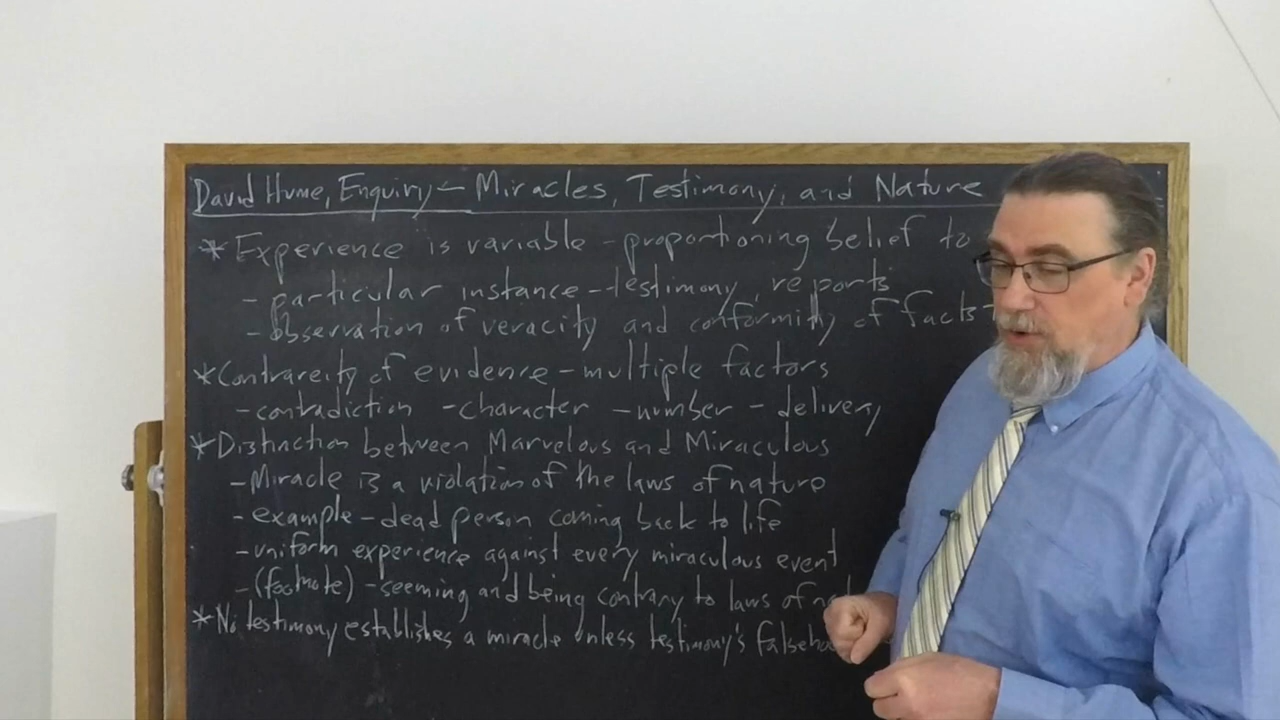 David Hume, Enquiry - Miracles, Testimony, and Nature
* Experience is variable - proportioning belief to
- particular instance - testimony, reports
- observation of veracity and conformity of facts
* Contrareity of evidence - multiple factors
- contradiction - character - number - delivery
* Distinction between Marvelous and Miraculous
- Miracle is a violation of the laws of nature
- example - dead person coming back to life
- uniform experience against every miraculous event
- (footnote) - seeming and being contrary to laws of
* No testimony establishes a miracle unless testimony's